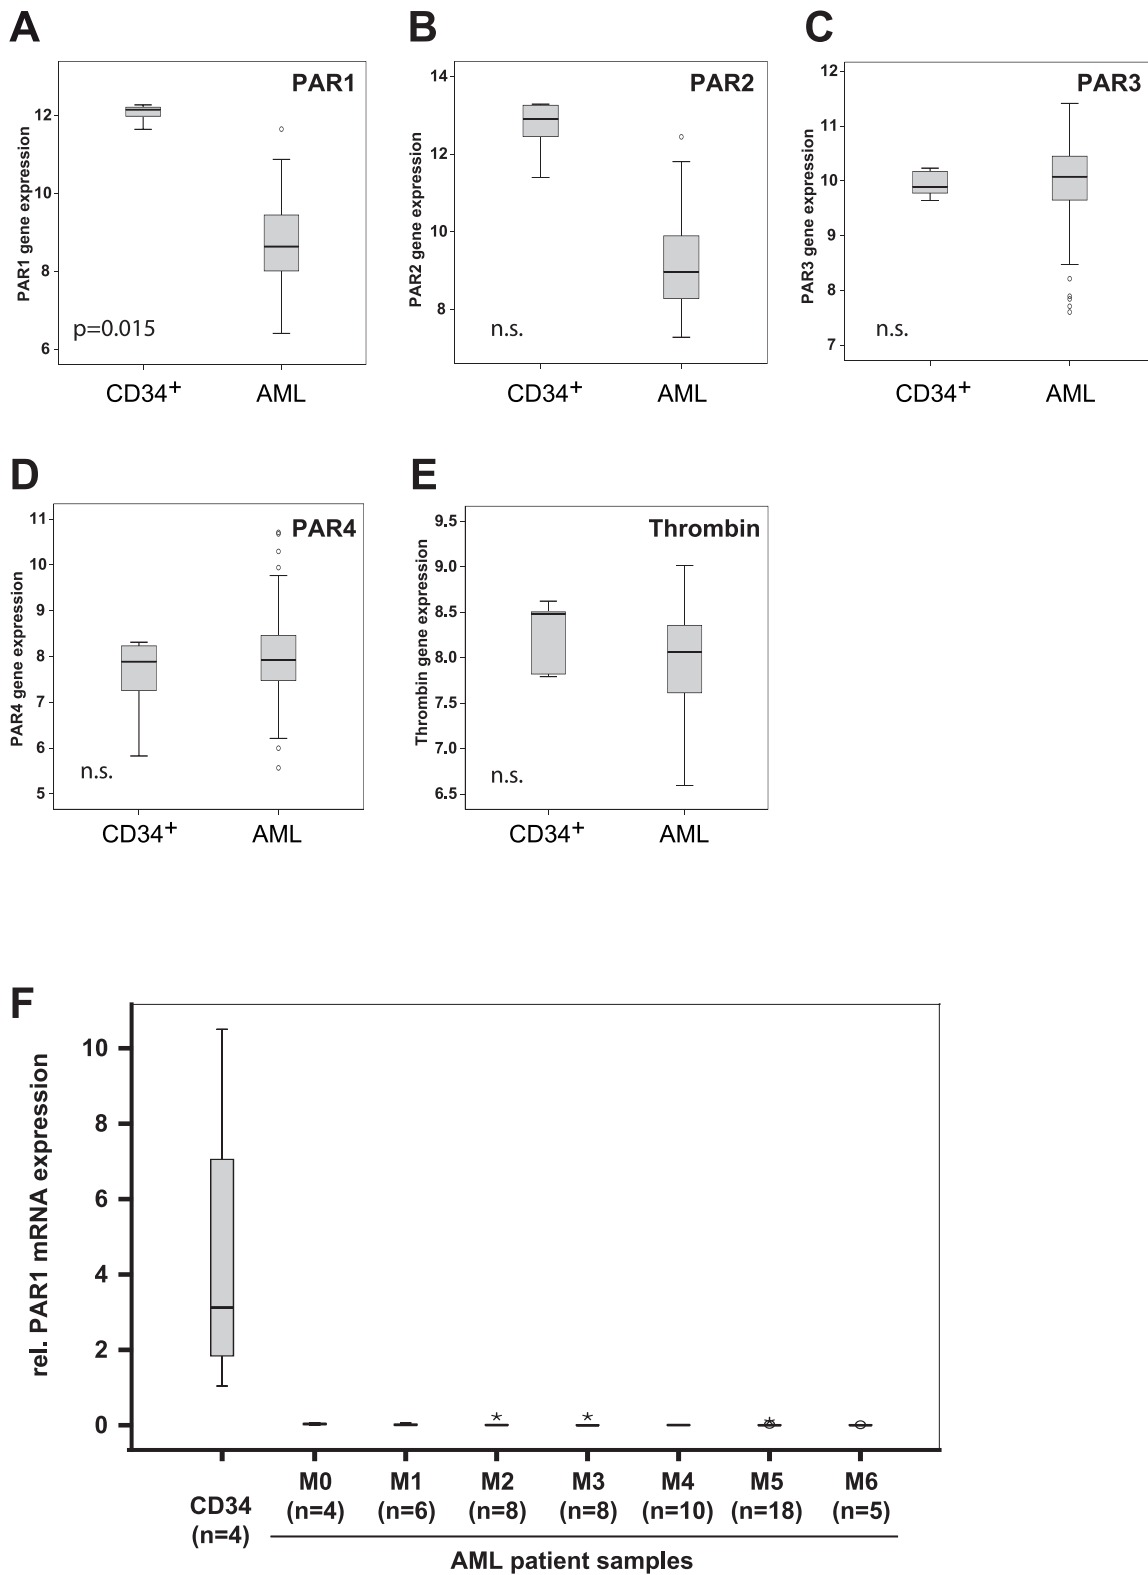 A
PAR1
PAR1 gene expression
12
10
8
6
p=0.015
CD34+
AML
B
PAR2
PAR2 gene expression
14
12
10
8
n.s.
CD34+
AML
C
PAR3
PAR3 gene expression
12
11
10
9
8
7
n.s.
CD34+
AML
D
PAR4
PAR4 gene expression
11
10
9
8
7
6
5
n.s.
CD34+
AML
E
Thrombin
Thrombin gene expression
9.5
9.0
8.5
8.0
7.5
7.0
6.5
n.s.
CD34+
AML
F
rel. PAR1 mRNA expression
10
8
6
4
2
0
CD34
(n=4)
M0
(n=4)
M1
(n=6)
M2
(n=8)
M3
(n=8)
M4
(n=10)
M5
(n=18)
M6
(n=5)
AML patient samples